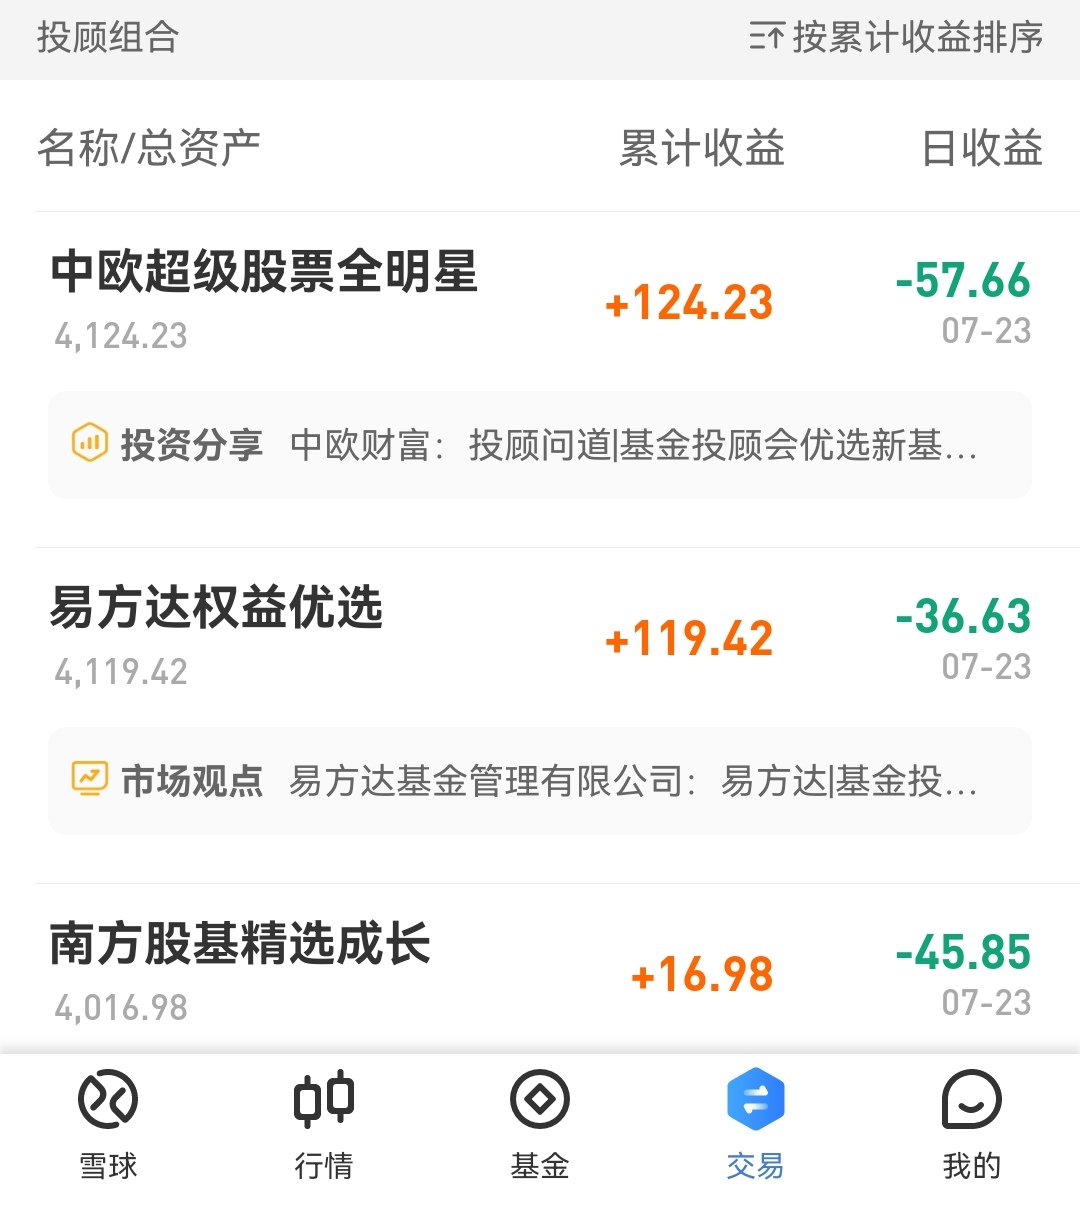 投顾组合 按累计收益排序
名称/总资产 累计收益 日收益
中欧超级股票全明星
4,124.23
+124.23
-57.66
07-23
投资分享 中欧财富：投顾问道|基金投顾会优选新基...
易方达权益优选
4,119.42
+119.42
-36.63
07-23
市场观点 易方达基金管理有限公司：易方达|基金投...
南方股基精选成长
4,016.98
+16.98
-45.85
07-23
雪球 行情 基金 交易 我的